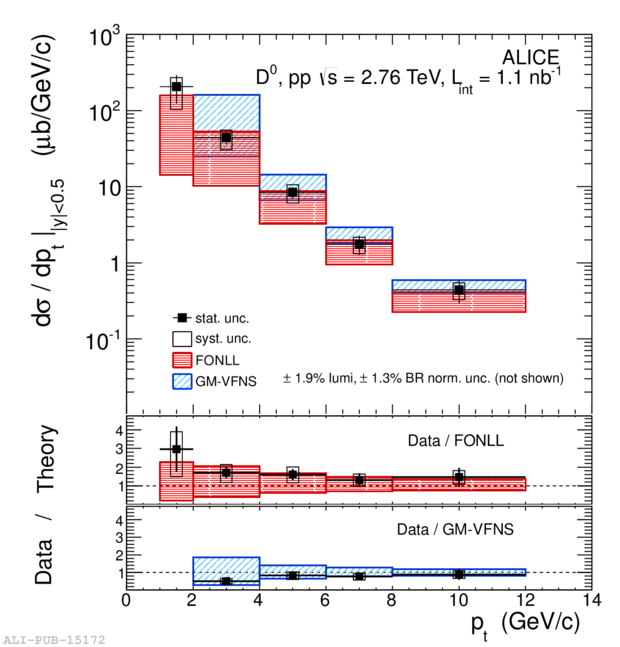 10³
ALICE
D⁰, pp √s = 2.76 TeV, L_int = 1.1 nb⁻¹
10²
10
1
10⁻¹
dσ / dp_t |_|y|<0.5 (μb/GeV/c)
stat. unc.
syst. unc.
FONLL
GM-VFNS
± 1.9% lumi, ± 1.3% BR norm. unc. (not shown)
Data / Theory
4
3
2
1
Data / FONLL
4
3
2
1
Data / GM-VFNS
0 2 4 6 8 10 12 14
p_t (GeV/c)
ALI-PUB-15172